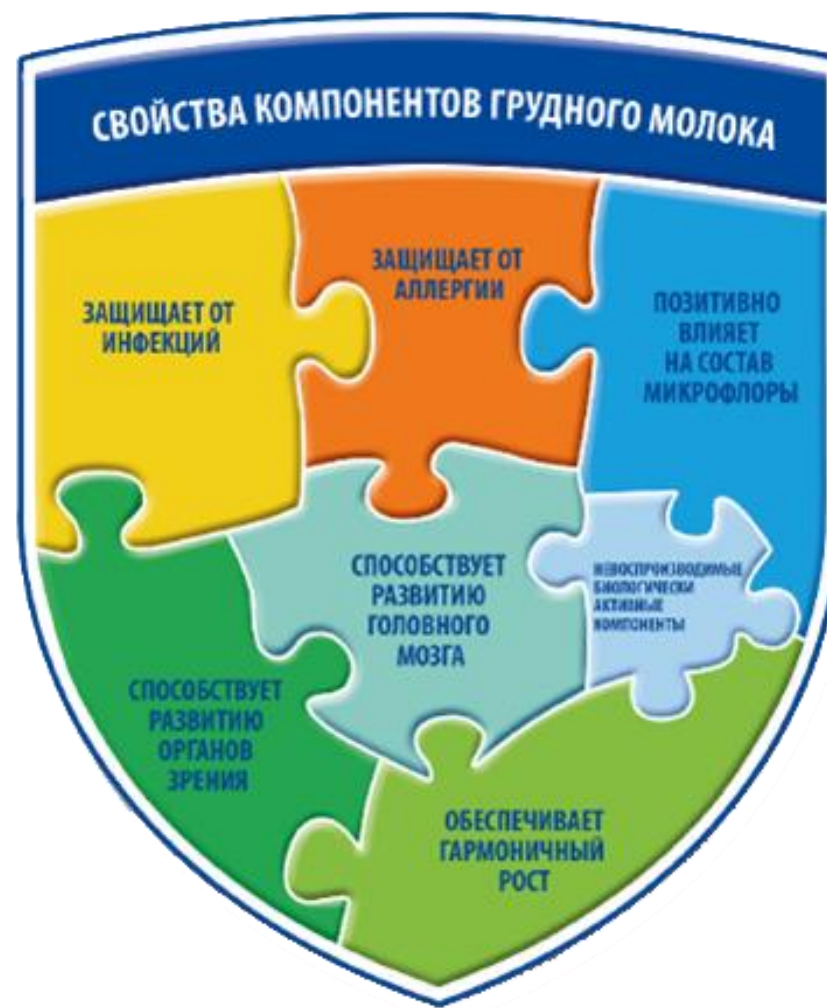 СВОЙСТВА КОМПОНЕНТОВ ГРУДНОГО МОЛОКА
ЗАЩИЩАЕТ ОТ
ИНФЕКЦИЙ
ЗАЩИЩАЕТ ОТ
АЛЛЕРГИИ
ПОЗИТИВНО
ВЛИЯЕТ
НА СОСТАВ
МИКРОФЛОРЫ
СПОСОБСТВУЕТ
РАЗВИТИЮ
ГОЛОВНОГО
МОЗГА
НЕВОСПРОИЗВОДИМЫЕ
БИОЛОГИЧЕСКИ
АКТИВНЫЕ
КОМПОНЕНТЫ
СПОСОБСТВУЕТ
РАЗВИТИЮ
ОРГАНОВ
ЗРЕНИЯ
ОБЕСПЕЧИВАЕТ
ГАРМОНИЧНЫЙ
РОСТ